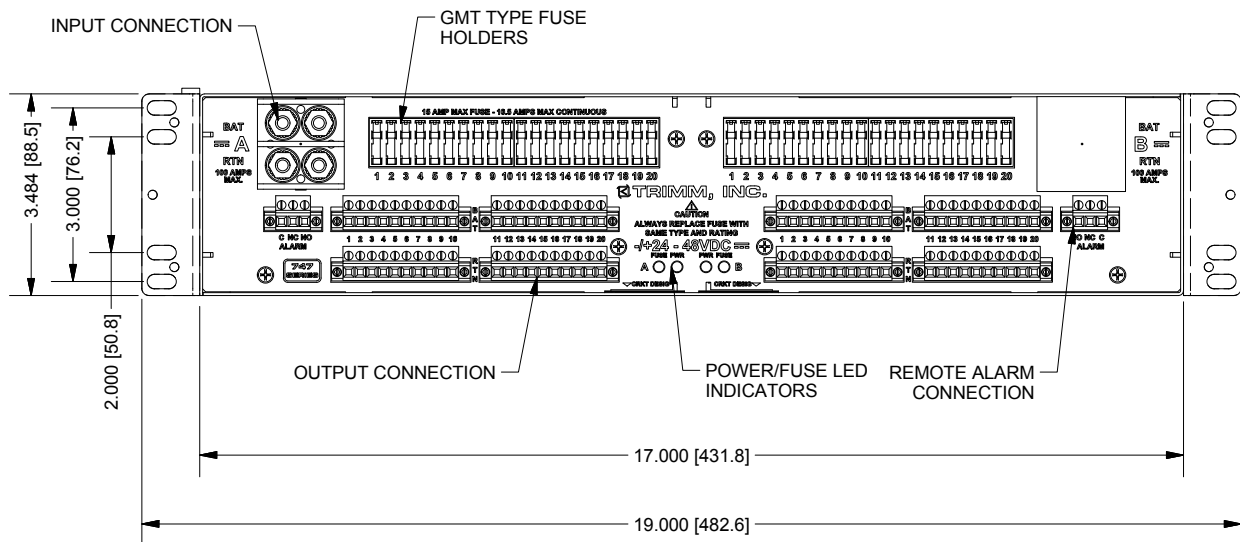 INPUT CONNECTION
GMT TYPE FUSE
HOLDERS
15 AMP MAX FUSE - 13.5 AMPS MAX CONTINUOUS
BAT
A
RTN
100 AMPS
MAX.
1 2 3 4 5 6 7 8 9 10 11 12 13 14 15 16 17 18 19 20
1 2 3 4 5 6 7 8 9 10 11 12 13 14 15 16 17 18 19 20
BAT
B
RTN
100 AMPS
MAX.
TRIMM, INC.
CAUTION
ALWAYS REPLACE FUSE WITH
SAME TYPE AND RATING
-/+24 - 48VDC
FUSE PWR
PWR FUSE
A
B
CRKT DESIG
CRKT DESIG
C NC NO
ALARM
BAT
1 2 3 4 5 6 7 8 9 10
11 12 13 14 15 16 17 18 19 20
BAT
1 2 3 4 5 6 7 8 9 10
11 12 13 14 15 16 17 18 19 20
NC C
ALARM
747
SERIES
RTN
RTN
3.484 [88.5]
3.000 [76.2]
2.000 [50.8]
OUTPUT CONNECTION
POWER/FUSE LED
INDICATORS
REMOTE ALARM
CONNECTION
17.000 [431.8]
19.000 [482.6]